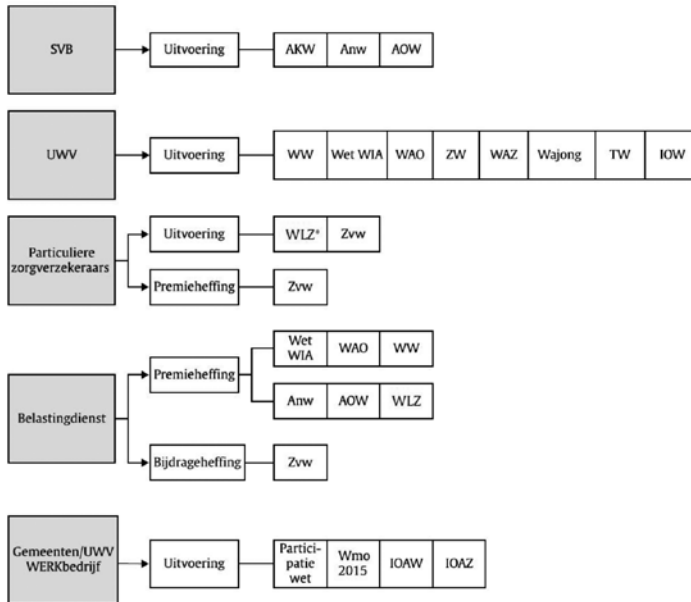 SVB
Uitvoering
AKW Anw AOW
UWV
Uitvoering
WW Wet WIA WAO ZW WAZ Wajong TW IOW
Particuliere
zorgverzekeraars
Uitvoering
WLZ* Zvw
Premieheffing
Zvw
Belastingdienst
Premieheffing
Wet
WIA
WAO WW
Anw AOW WLZ
Bijdrageheffing
Zvw
Gemeenten/UWV
WERKbedrijf
Uitvoering
Partici-
patie
wet
Wmo
2015
IOAW IOAZ